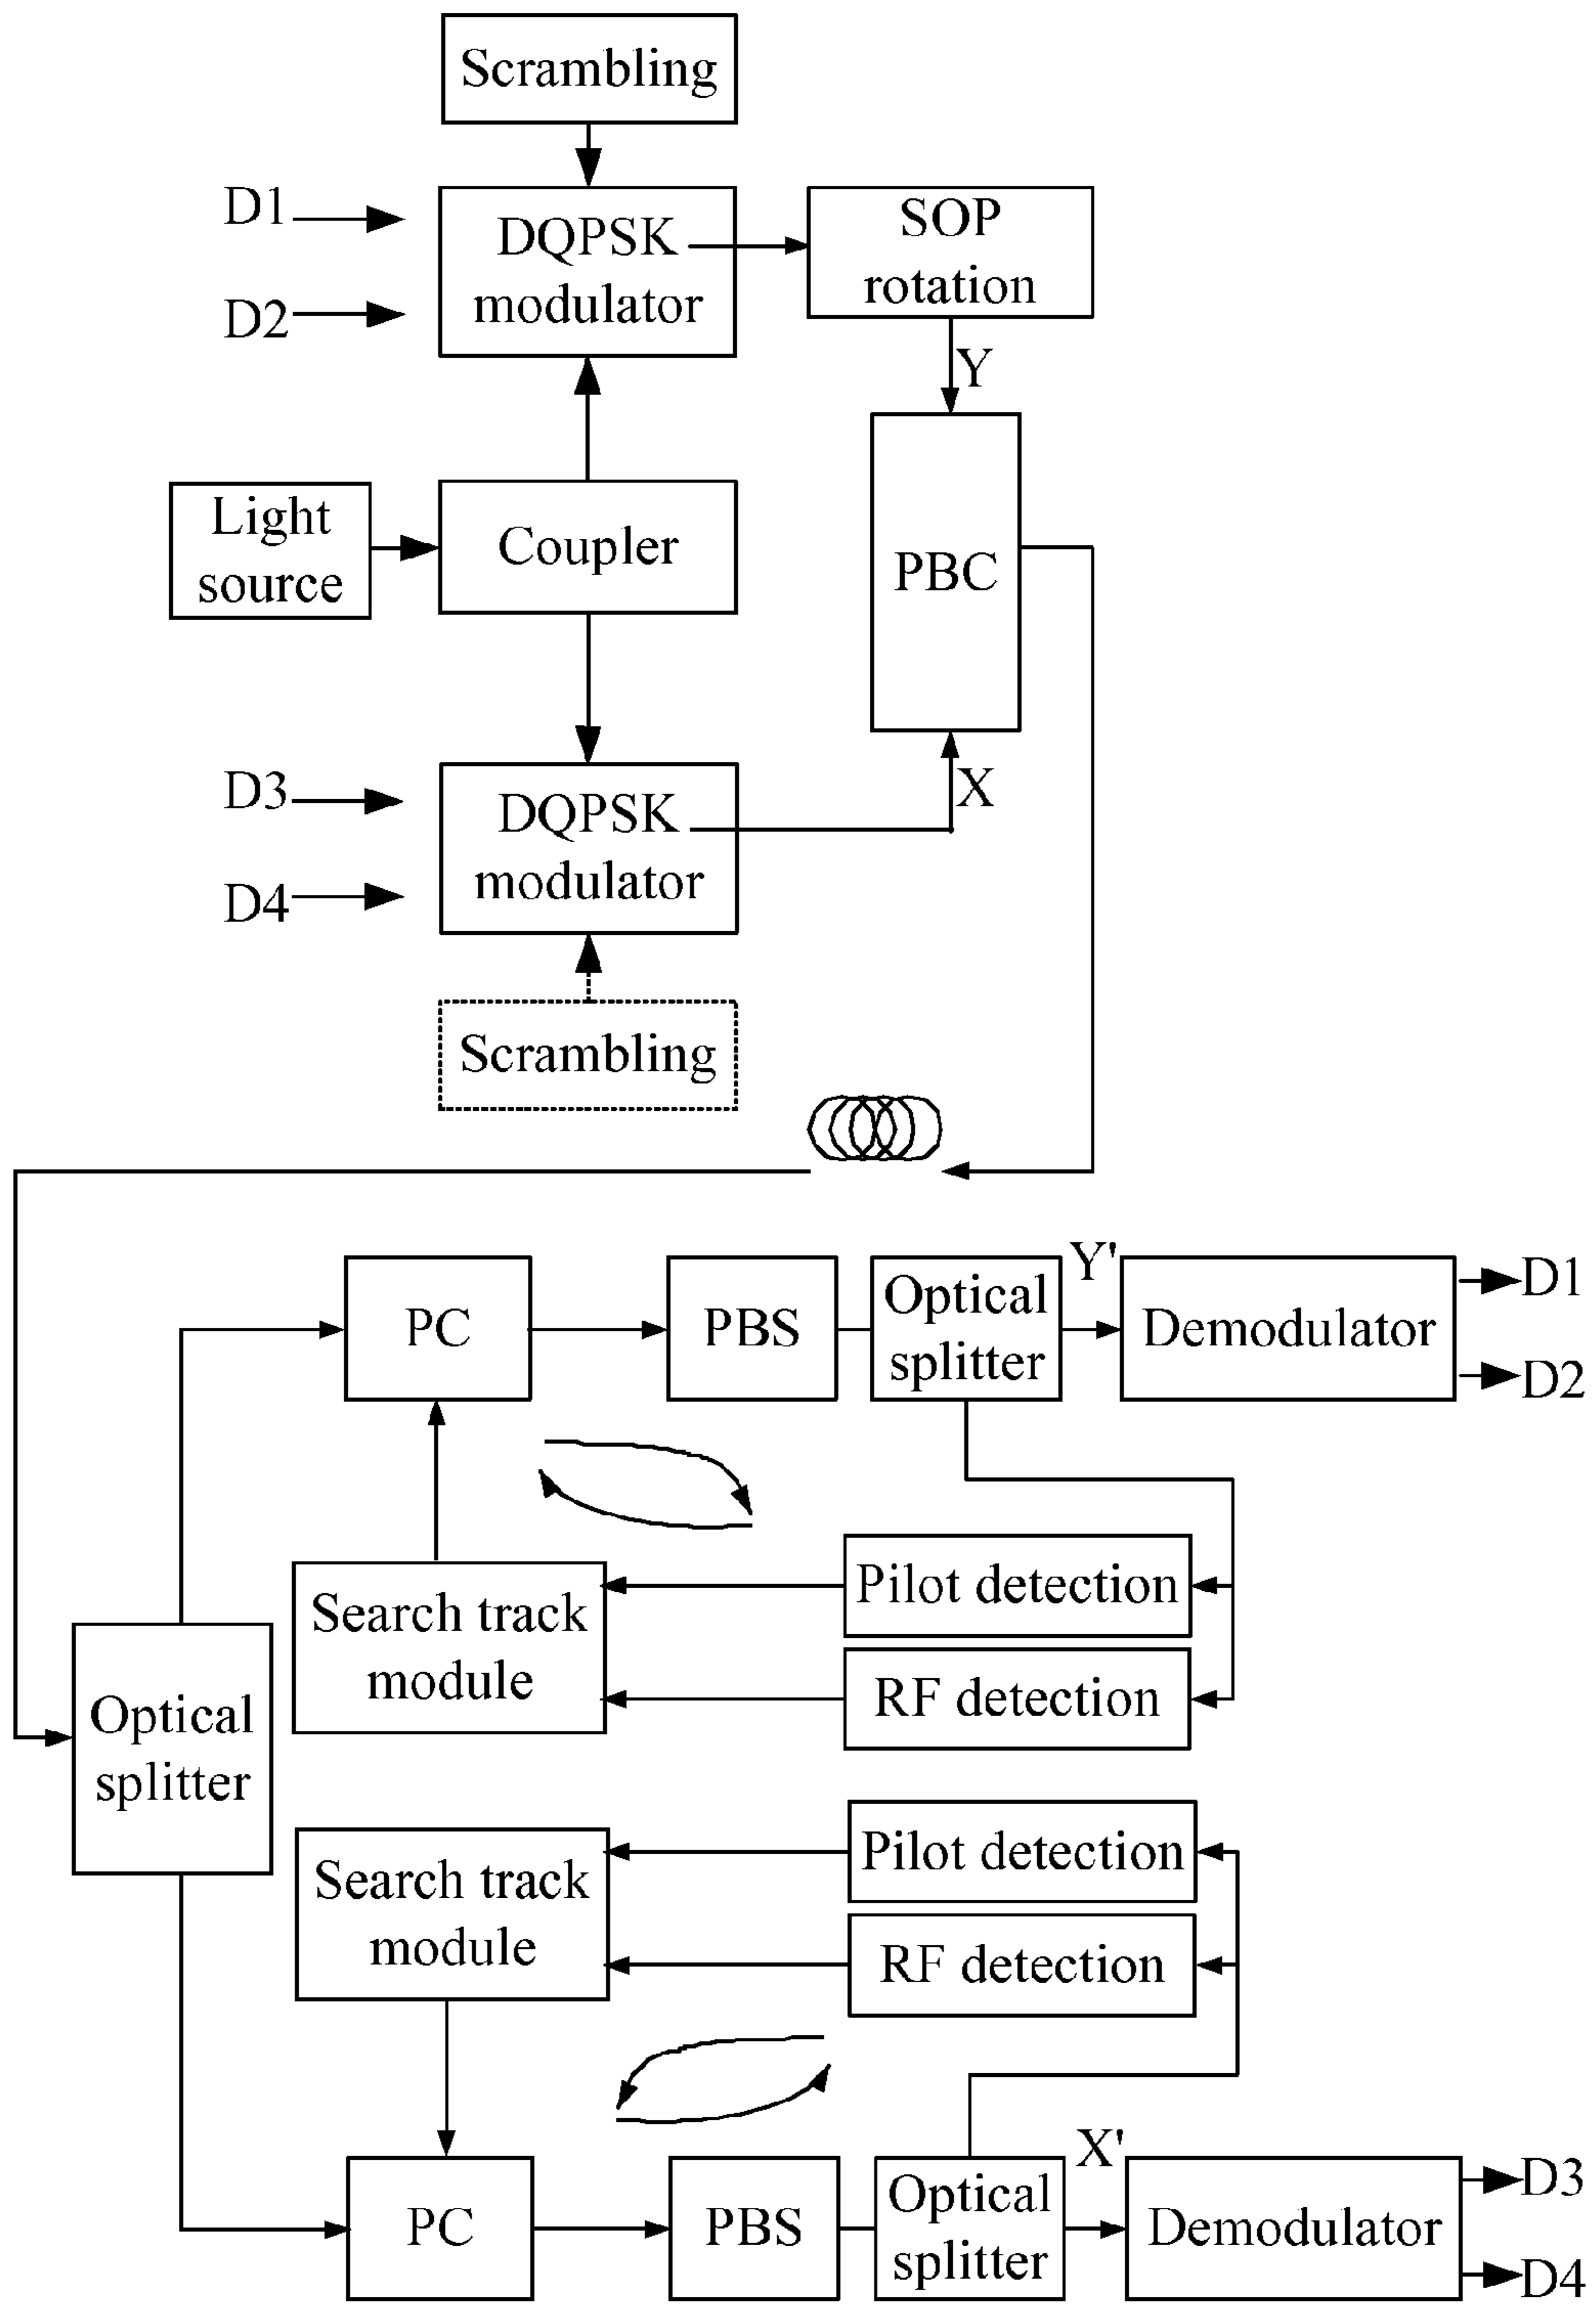 Scrambling
D1
D2
DQPSK
modulator
SOP
rotation
Y
Light
source
Coupler
PBC
D3
D4
DQPSK
modulator
X
Scrambling
PC
PBS
Optical
splitter
Y'
Demodulator
D1
D2
Search track
module
Pilot detection
RF detection
Optical
splitter
Search track
module
Pilot detection
RF detection
PC
PBS
Optical
splitter
X'
Demodulator
D3
D4